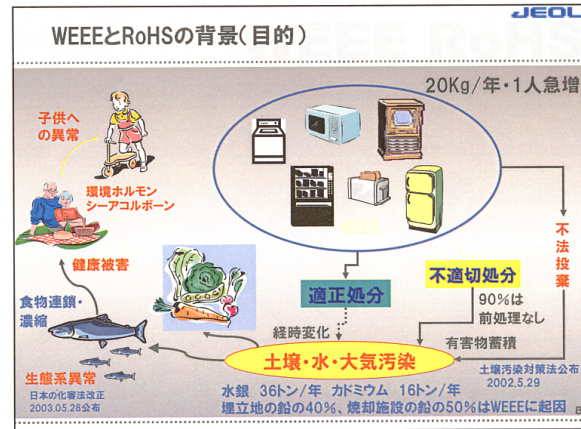 JEOL
WEEEとRoHSの背景(目的)
20Kg/年・1人急増
子供へ
の異常
環境ホルモン
シーアコルボーン
健康被害
食物連鎖・
濃縮
生態系異常
日本の化審法改正
2003.05.28公布
WEEE
適正処分
不適切処分
90%は
前処理なし
不法投棄
経時変化
有害物蓄積
土壌・水・大気汚染
土壌汚染対策法公布
2002.5.29
水銀 36トン/年 カドミウム 16トン/年
埋立地の鉛の40%、焼却施設の鉛の50%はWEEEに起因
8